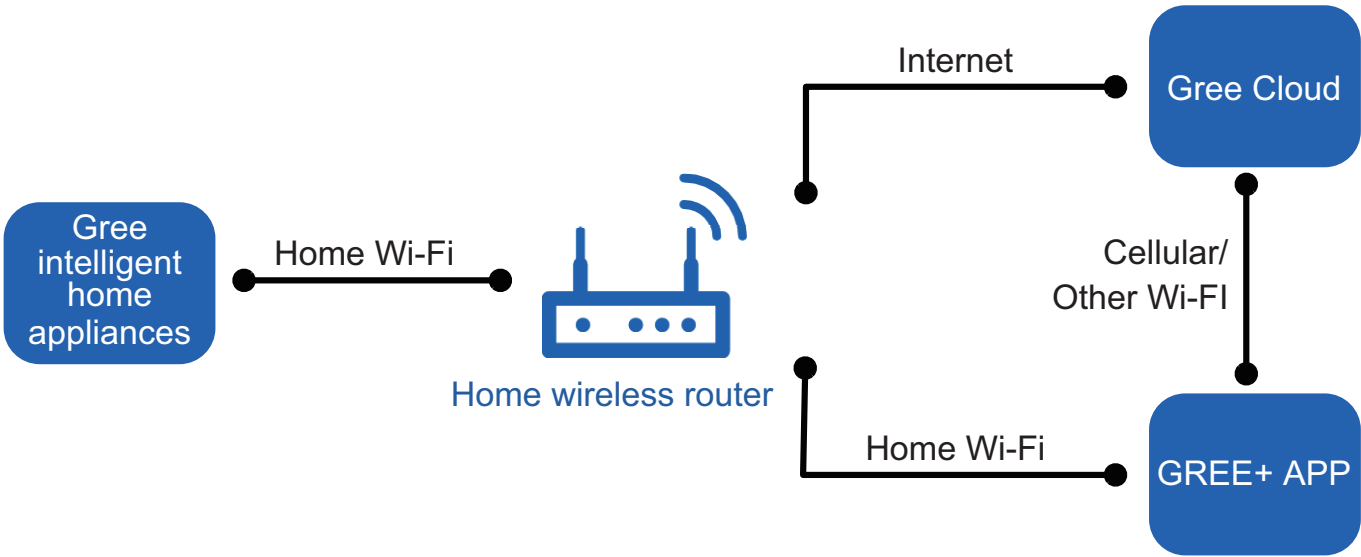 Internet
Gree Cloud
Gree
intelligent
home
appliances
Home Wi-Fi
Cellular/
Other Wi-FI
Home wireless router
Home Wi-Fi
GREE+ APP